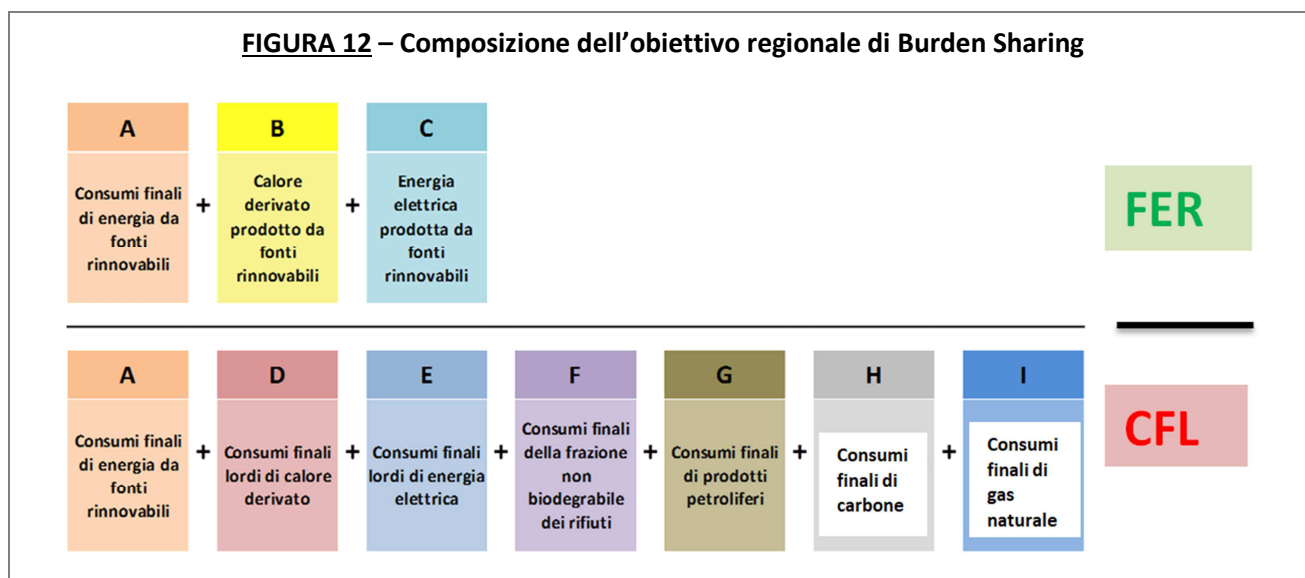 FIGURA 12 – Composizione dell’obiettivo regionale di Burden Sharing
A
Consumi finali
di energia da
fonti
rinnovabili
+
B
Calore
derivato
prodotto da
fonti
rinnovabili
+
C
Energia
elettrica
prodotta da
fonti
rinnovabili
FER
A
Consumi finali
di energia da
fonti
rinnovabili
+
D
Consumi finali
lordi di calore
derivato
+
E
Consumi finali
lordi di energia
elettrica
+
F
Consumi finali
della frazione
non
biodegrabile
dei rifiuti
+
G
Consumi finali
di prodotti
petroliferi
+
H
Consumi
finali di
carbone
+
I
Consumi
finali di
gas
naturale
CFL